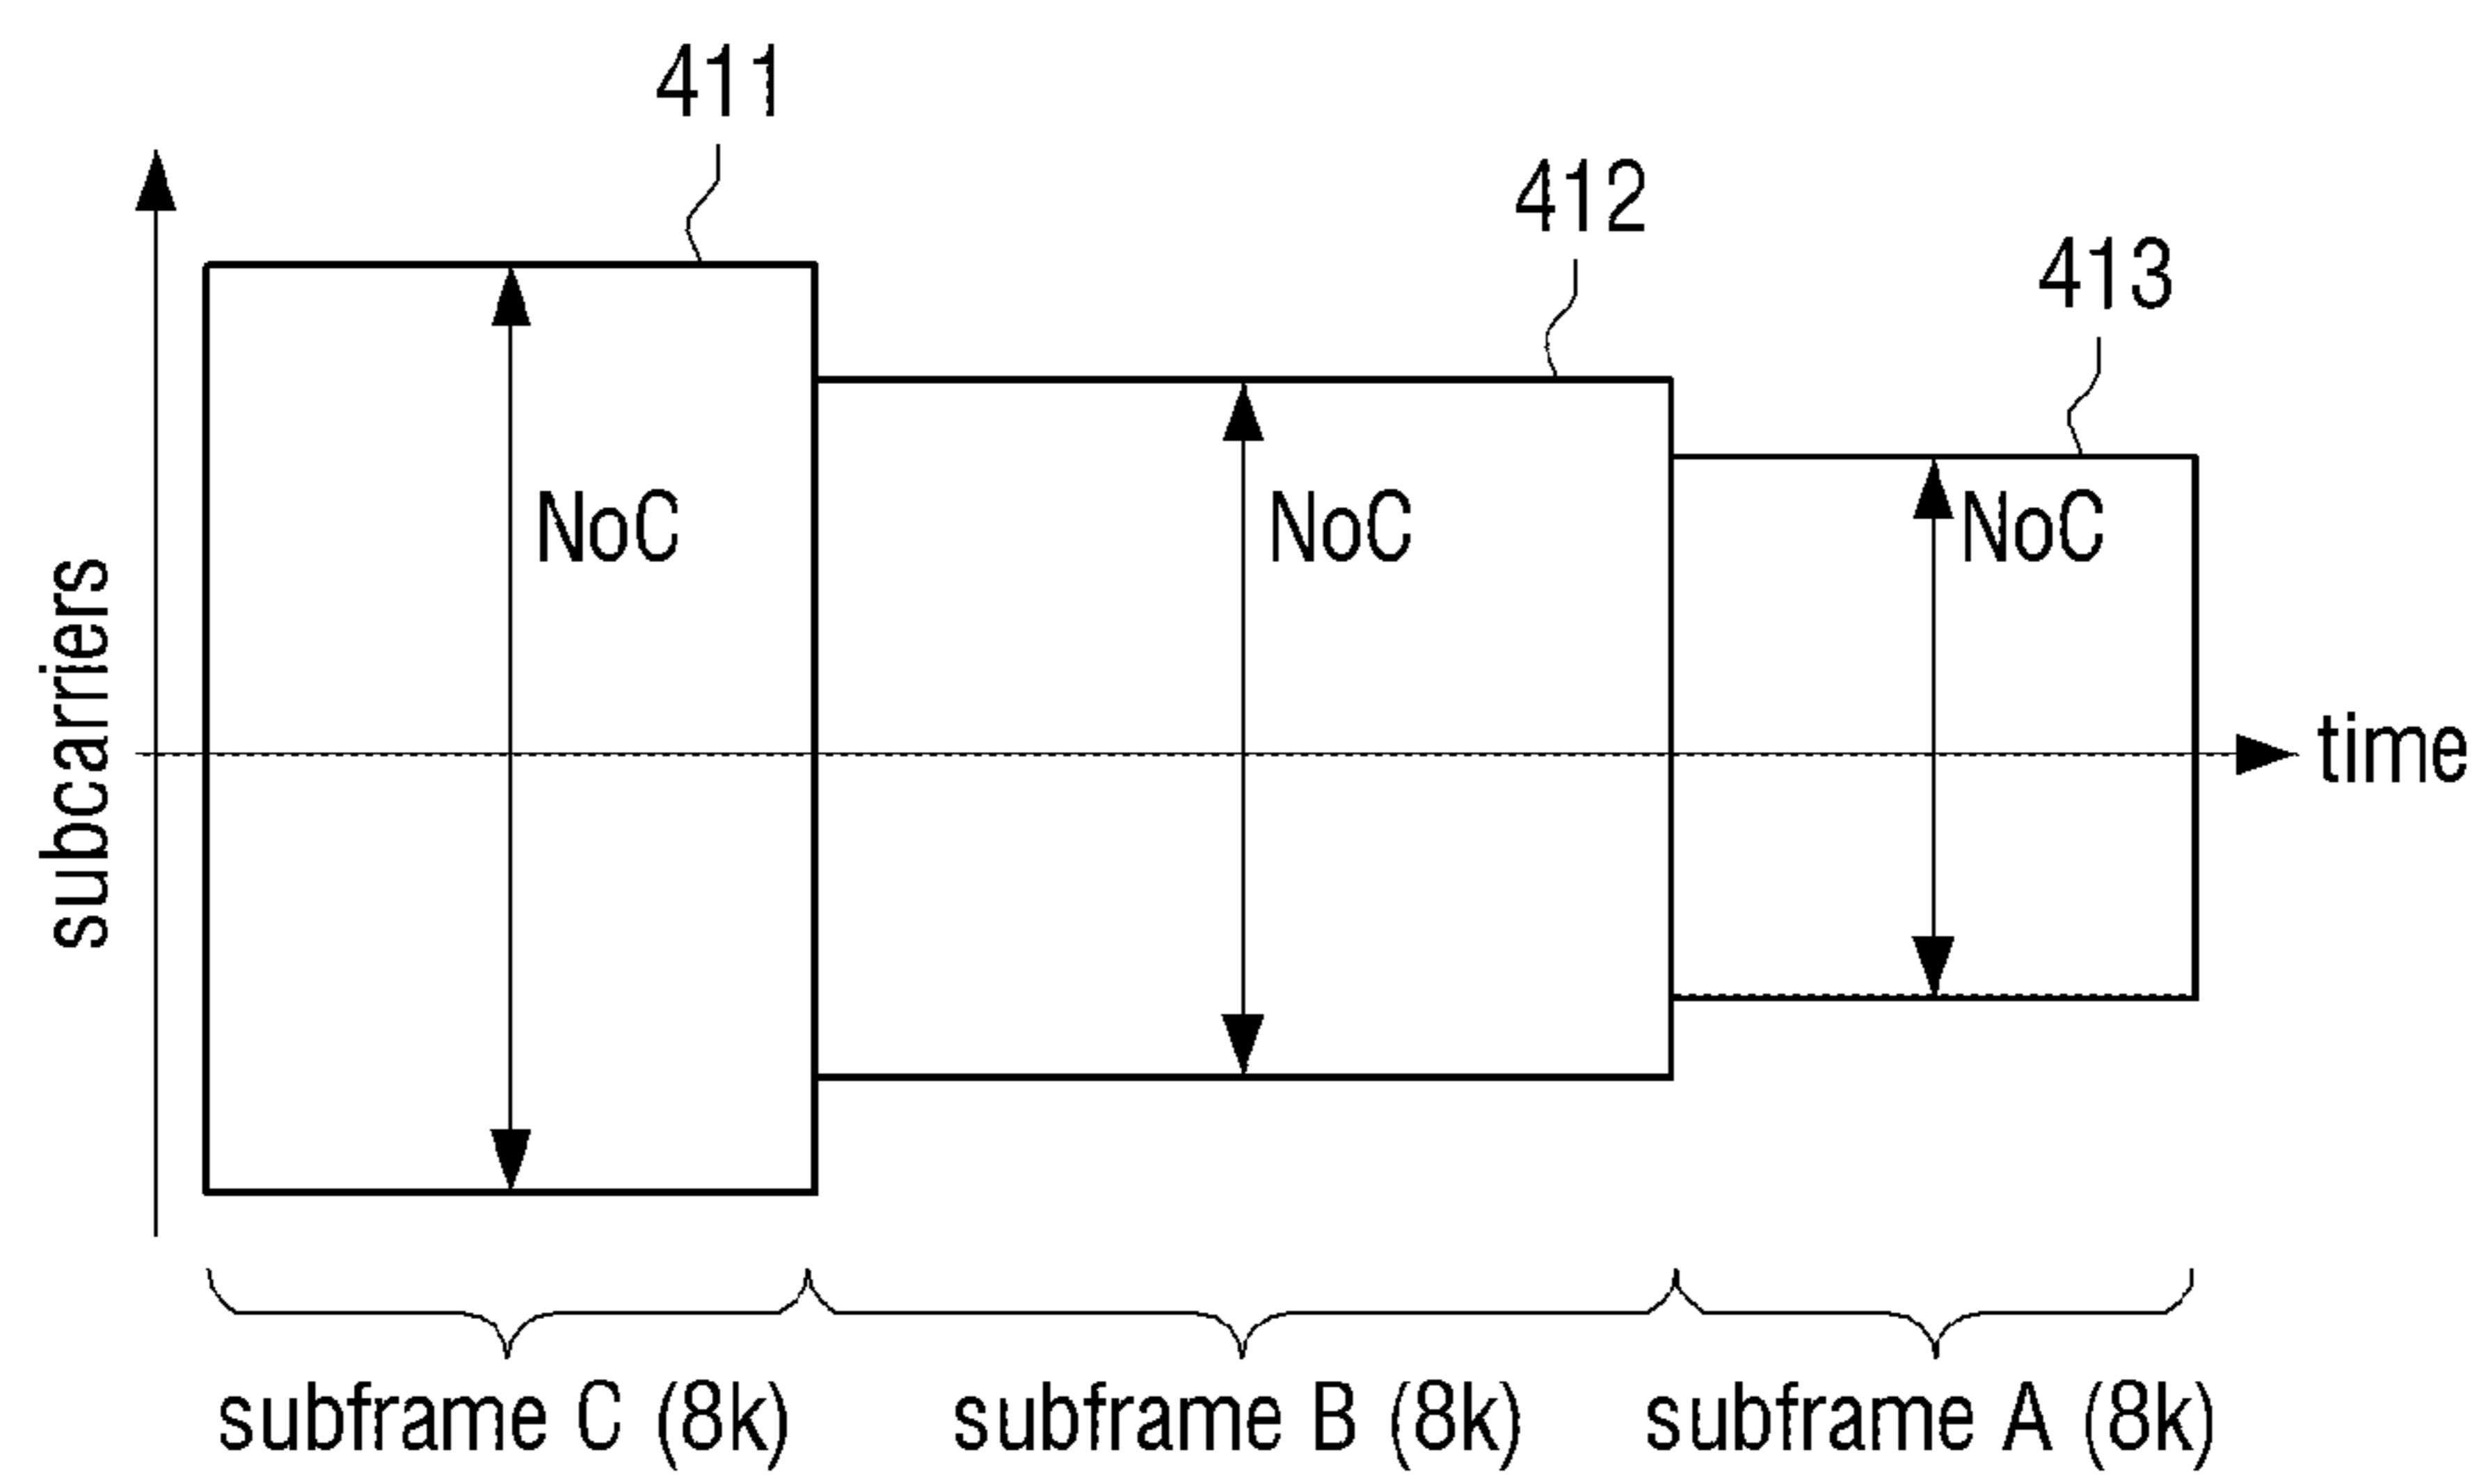 411
412
413
NoC
NoC
NoC
subcarriers
time
subframe C (8k)
subframe B (8k)
subframe A (8k)